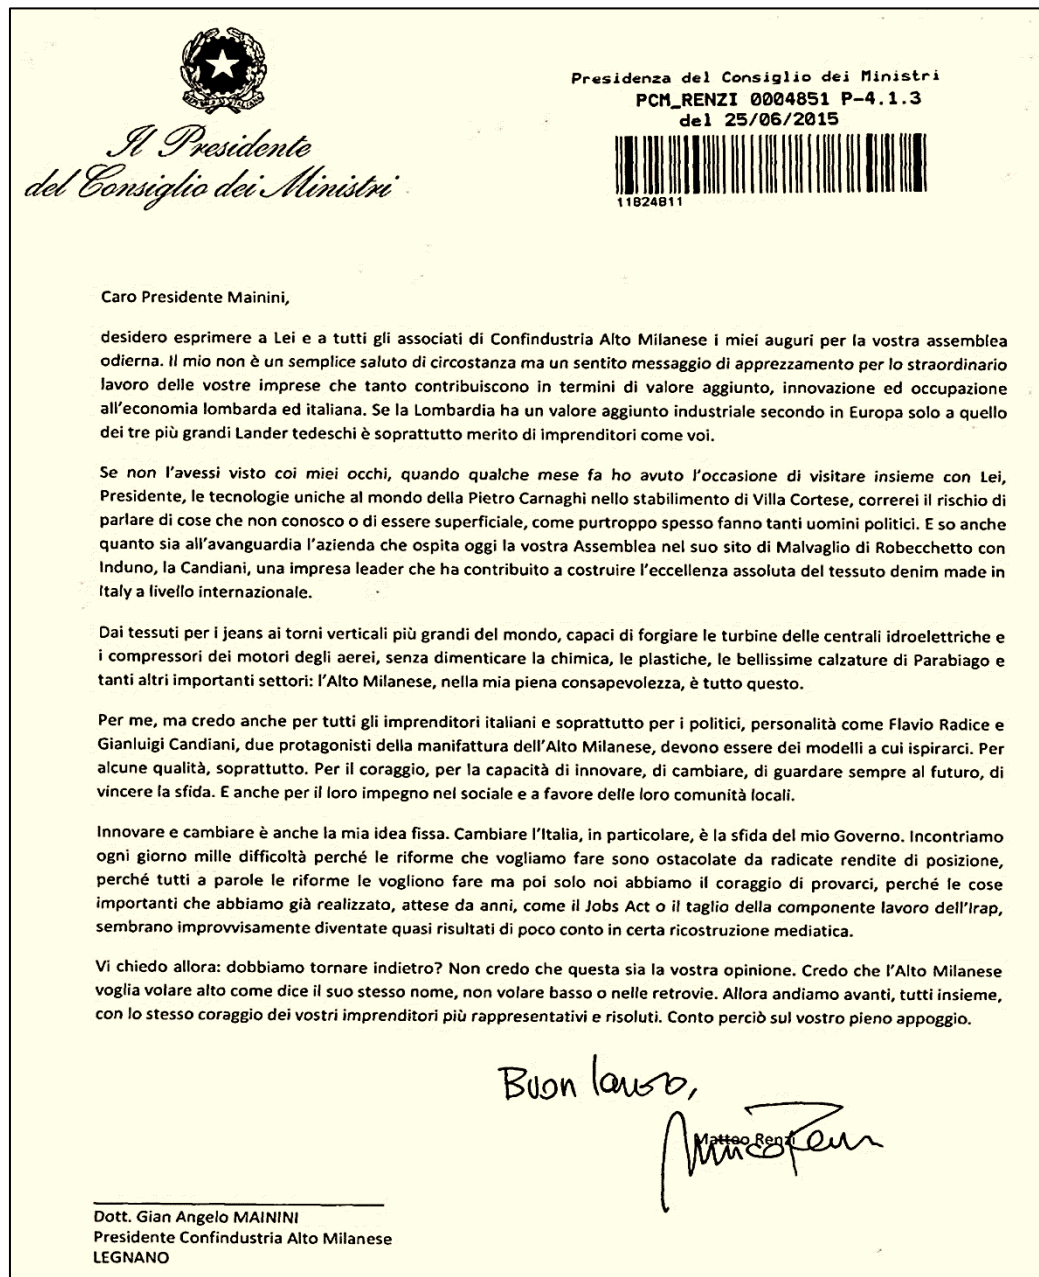 Il Presidente
del Consiglio dei Ministri
Presidenza del Consiglio dei Ministri
PCM_RENZI 0004851 P-4.1.3
del 25/06/2015
11824811
Caro Presidente Mainini,
desidero esprimere a Lei e a tutti gli associati di Confindustria Alto Milanese i miei auguri per la vostra assemblea
odierna. Il mio non è un semplice saluto di circostanza ma un sentito messaggio di apprezzamento per lo straordinario
lavoro delle vostre imprese che tanto contribuiscono in termini di valore aggiunto, innovazione ed occupazione
all'economia lombarda ed italiana. Se la Lombardia ha un valore aggiunto industriale secondo in Europa solo a quello
dei tre più grandi Lander tedeschi è soprattutto merito di imprenditori come voi.
Se non l'avessi visto coi miei occhi, quando qualche mese fa ho avuto l'occasione di visitare insieme con Lei,
Presidente, le tecnologie uniche al mondo della Pietro Carnaghi nello stabilimento di Villa Cortese, correrei il rischio di
parlare di cose che non conosco o di essere superficiale, come purtroppo spesso fanno tanti uomini politici. E so anche
quanto sia all'avanguardia l'azienda che ospita oggi la vostra Assemblea nel suo sito di Malvaglio di Robecchetto con
Induno, la Candiani, una impresa leader che ha contribuito a costruire l'eccellenza assoluta del tessuto denim made in
Italy a livello internazionale.
Dai tessuti per i jeans ai torni verticali più grandi del mondo, capaci di forgiare le turbine delle centrali idroelettriche e
i compressori dei motori degli aerei, senza dimenticare la chimica, le plastiche, le bellissime calzature di Parabiago e
tanti altri importanti settori: l'Alto Milanese, nella mia piena consapevolezza, è tutto questo.
Per me, ma credo anche per tutti gli imprenditori italiani e soprattutto per i politici, personalità come Flavio Radice e
Gianluigi Candiani, due protagonisti della manifattura dell'Alto Milanese, devono essere dei modelli a cui ispirarci. Per
alcune qualità, soprattutto. Per il coraggio, per la capacità di innovare, di cambiare, di guardare sempre al futuro, di
vincere la sfida. E anche per il loro impegno nel sociale e a favore delle loro comunità locali.
Innovare e cambiare è anche la mia idea fissa. Cambiare l'Italia, in particolare, è la sfida del mio Governo. Incontriamo
ogni giorno mille difficoltà perché le riforme che vogliamo fare sono ostacolate da radicate rendite di posizione,
perché tutti a parole le riforme le vogliono fare ma poi solo noi abbiamo il coraggio di provarci, perché le cose
importanti che abbiamo già realizzato, attese da anni, come il Jobs Act o il taglio della componente lavoro dell'Irap,
sembrano improvvisamente diventate quasi risultati di poco conto in certa ricostruzione mediatica.
Vi chiedo allora: dobbiamo tornare indietro? Non credo che questa sia la vostra opinione. Credo che l'Alto Milanese
voglia volare alto come dice il suo stesso nome, non volare basso o nelle retrovie. Allora andiamo avanti, tutti insieme,
con lo stesso coraggio dei vostri imprenditori più rappresentativi e risoluti. Conto perciò sul vostro pieno appoggio.
Buon lavoro,
Matteo Renzi
Dott. Gian Angelo MAININI
Presidente Confindustria Alto Milanese
LEGNANO